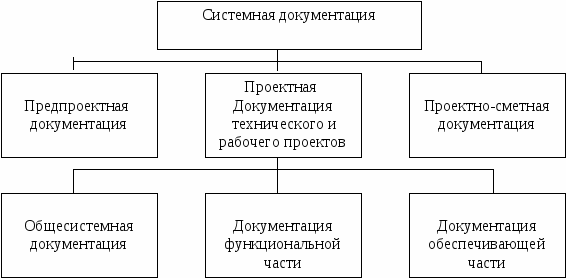 Системная документация
Предпроектная
документация
Проектная
Документация
технического и
рабочего проектов
Проектно-сметная
документация
Общесистемная
документация
Документация
функциональной
части
Документация
обеспечивающей
части